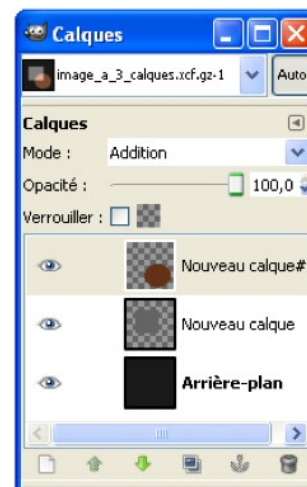 Calques
image_a_3_calques.xcf.gz-1
Auto
Calques
Mode : Addition
Opacité : 100,0
Verrouiller :
Nouveau calque#
Nouveau calque
Arrière-plan